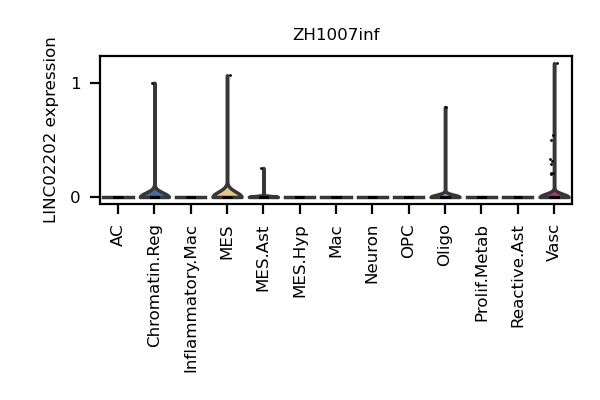 ZH1007inf
LINC02202 expression
1
0
AC
Chromatin.Reg
Inflammatory.Mac
MES
MES.Ast
MES.Hyp
Mac
Neuron
OPC
Oligo
Prolif.Metab
Reactive.Ast
Vasc